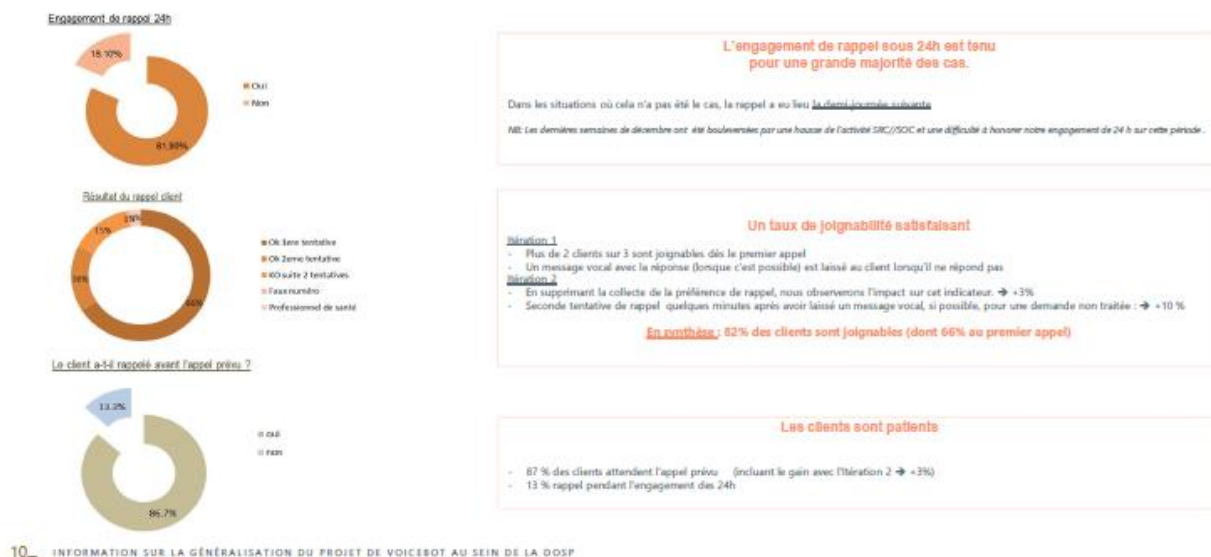 Engagement de rappel 24h
18.10%
81,90%
Oui
Non
L'engagement de rappel sous 24h est tenu
pour une grande majorité des cas.
Dans les situations où cela n'a pas été le cas, la rappel a eu lieu la demi-journée suivante
NB: Les dernières semaines de décembre ont été bouleversées par une hausse de l'activité SRC//SOC et une difficulté à honorer notre engagement de 24 h sur cette période .
Résultat du rappel client
15%
66%
Ok 1ere tentative
Ok 2eme tentative
KO suite 2 tentatives
Faux numéro
Professionnel de santé
Un taux de joignabilité satisfaisant
Itération 1
- Plus de 2 clients sur 3 sont joignables dès le premier appel
- Un message vocal avec la réponse (lorsque c'est possible) est laissé au client lorsqu'il ne répond pas
Itération 2
- En supprimant la collecte de la préférence de rappel, nous observerons l'impact sur cet indicateur. → +3%
- Seconde tentative de rappel quelques minutes après avoir laissé un message vocal, si possible, pour une demande non traitée : → +10 %
En synthèse : 82% des clients sont joignables (dont 66% au premier appel)
Le client a-t-il rappelé avant l'appel prévu ?
13.3%
86.7%
oui
non
Les clients sont patients
- 87 % des clients attendent l'appel prévu (incluant le gain avec l'Itération 2 → +3%)
- 13 % rappel pendant l'engagement des 24h
10_ INFORMATION SUR LA GÉNÉRALISATION DU PROJET DE VOICEBOT AU SEIN DE LA DOSP